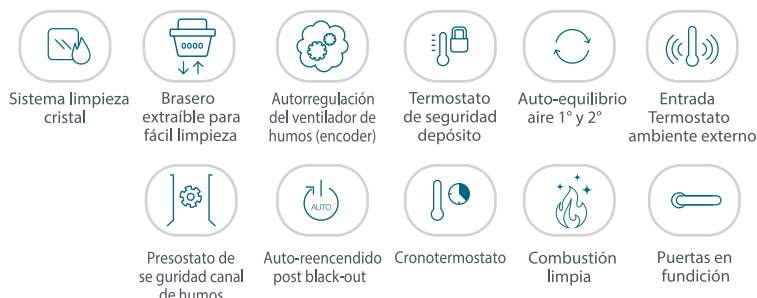 Sistema limpieza
cristal
Brasero
extraíble para
fácil limpieza
Autorregulación
del ventilador de
humos (encoder)
Termostato
de seguridad
depósito
Auto-equilibrio
aire 1° y 2°
Entrada
Termostato
ambiente externo
Presostato de
se guridad canal
de humos
AUTO
Auto-reencendido
post black-out
Cronotermostato
Combustión
limpia
Puertas en
fundición